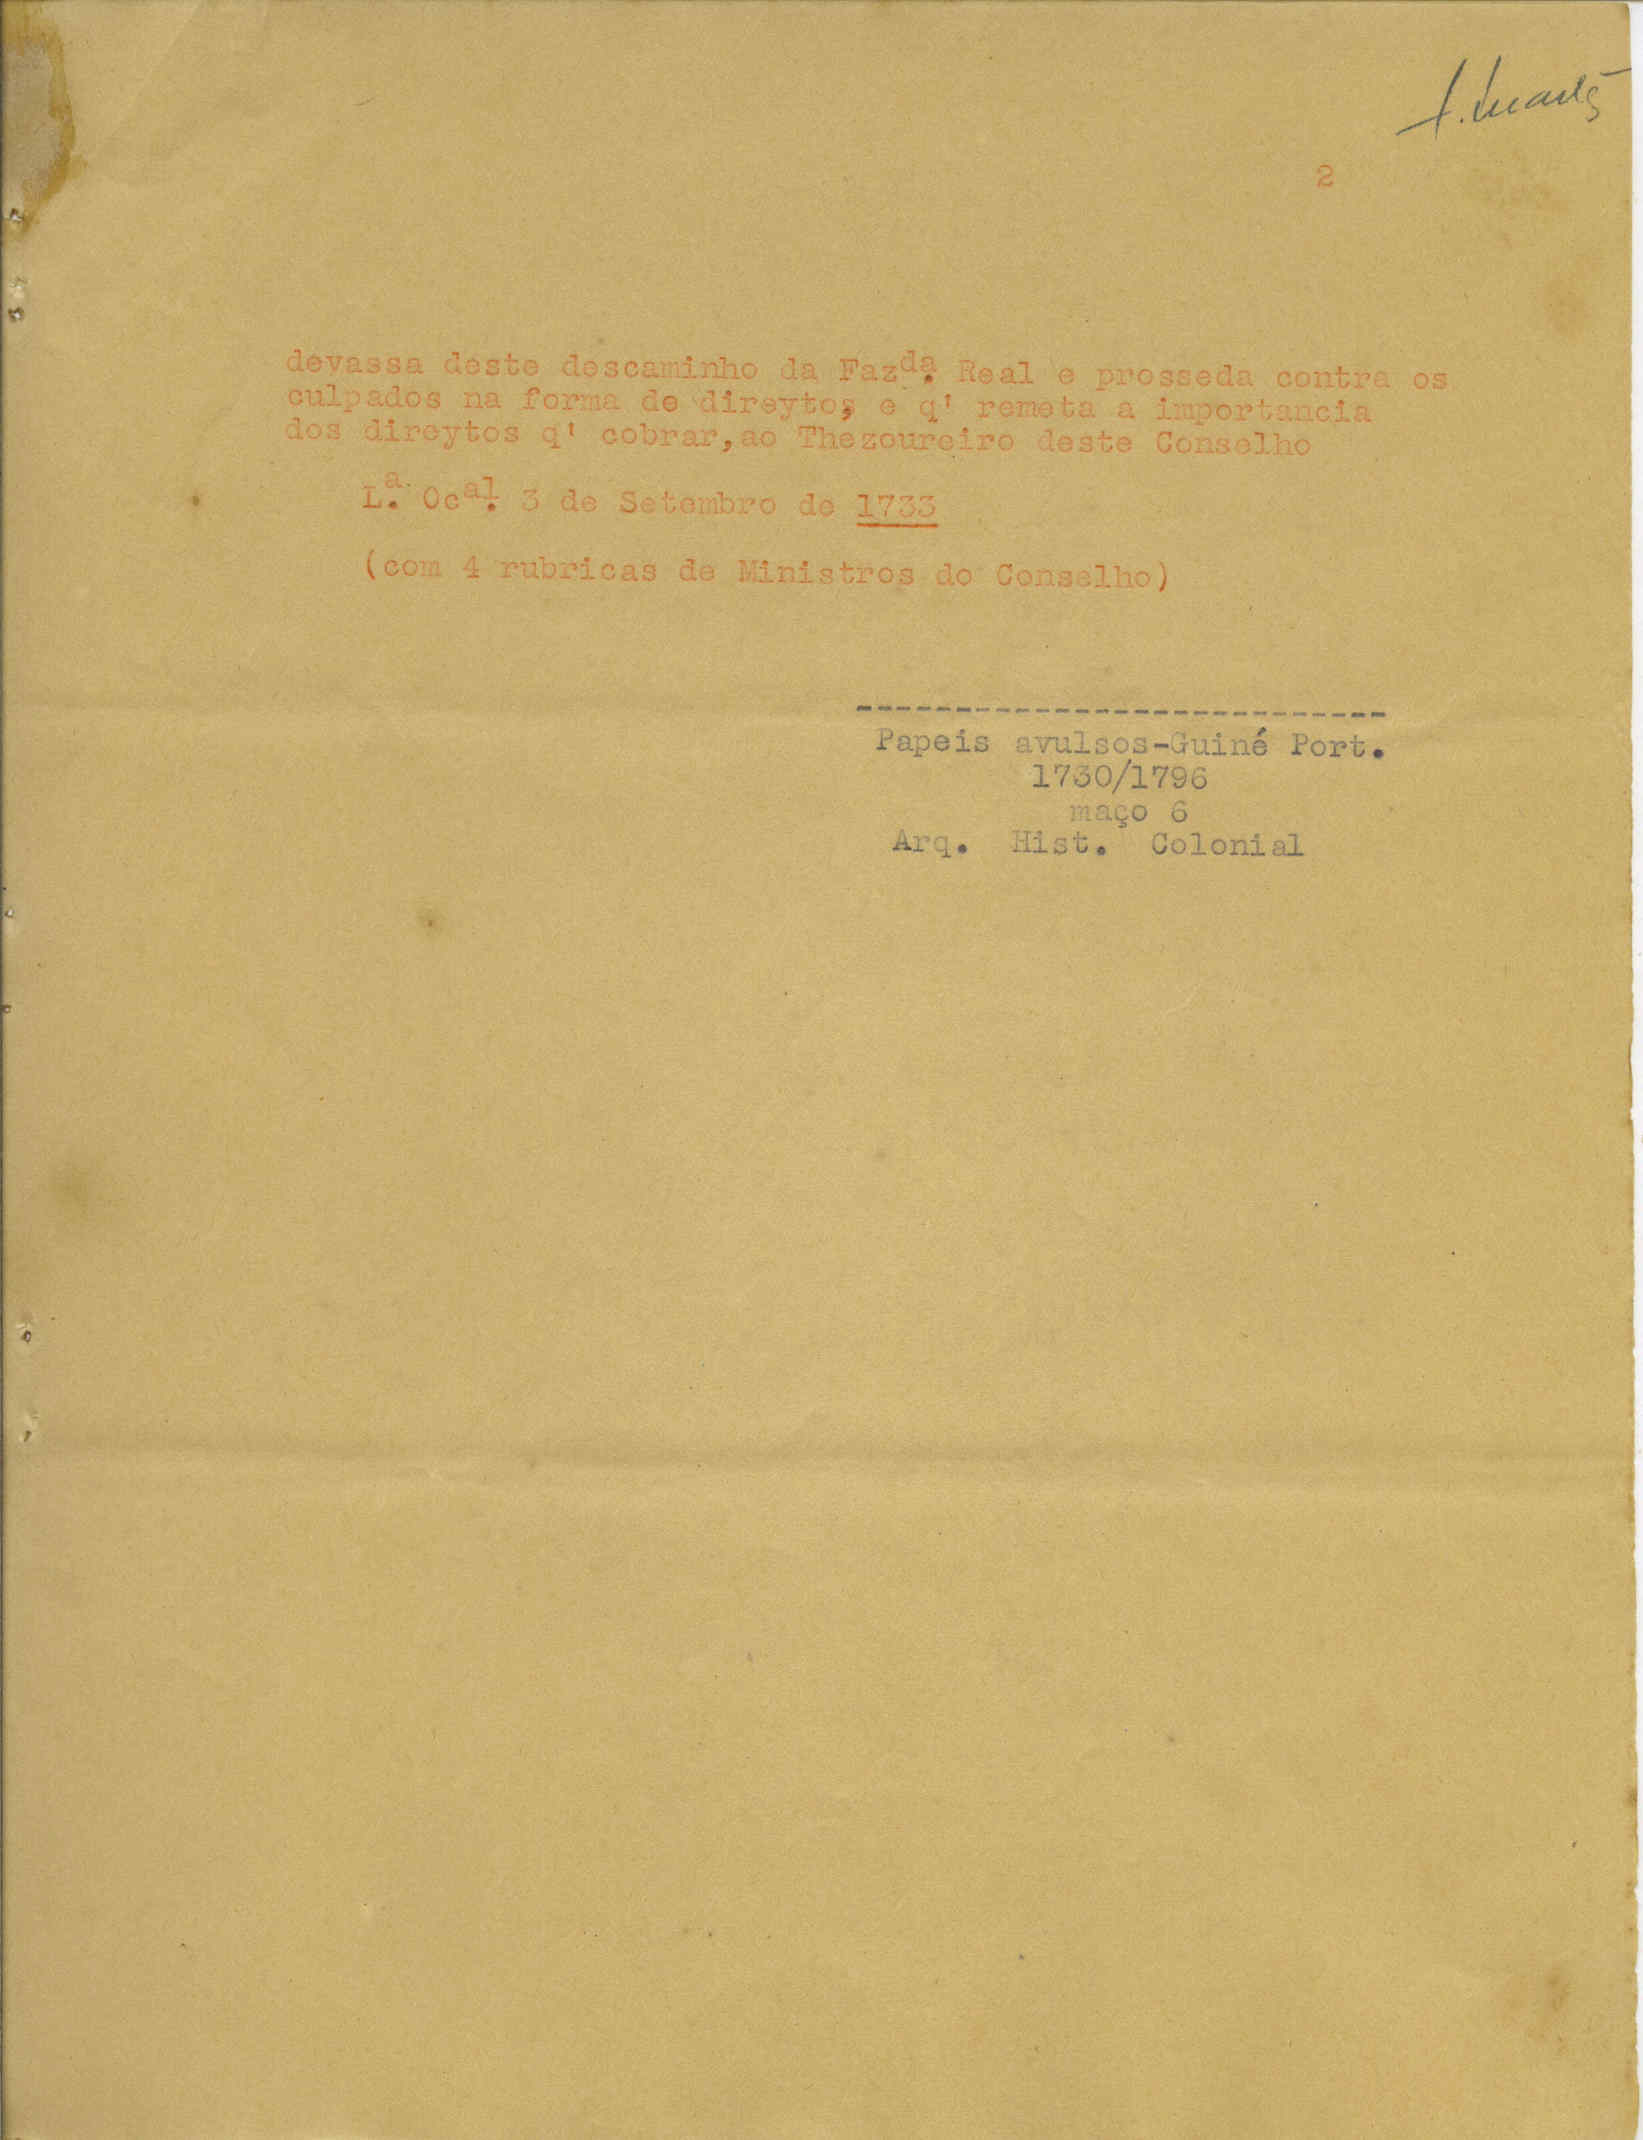 2
devassa deste descaminho da Fazda. Real e prosseda contra os
culpados na forma de direytos, e q' remeta a importancia
dos direytos q' cobrar,ao Thezoureiro deste Conselho
La. Ocal. 3 de Setembro de 1733
(com 4 rubricas de Ministros do Conselho)
---------------------------
Papeis avulsos-Guiné Port.
1730/1796
maço 6
Arq. Hist. Colonial